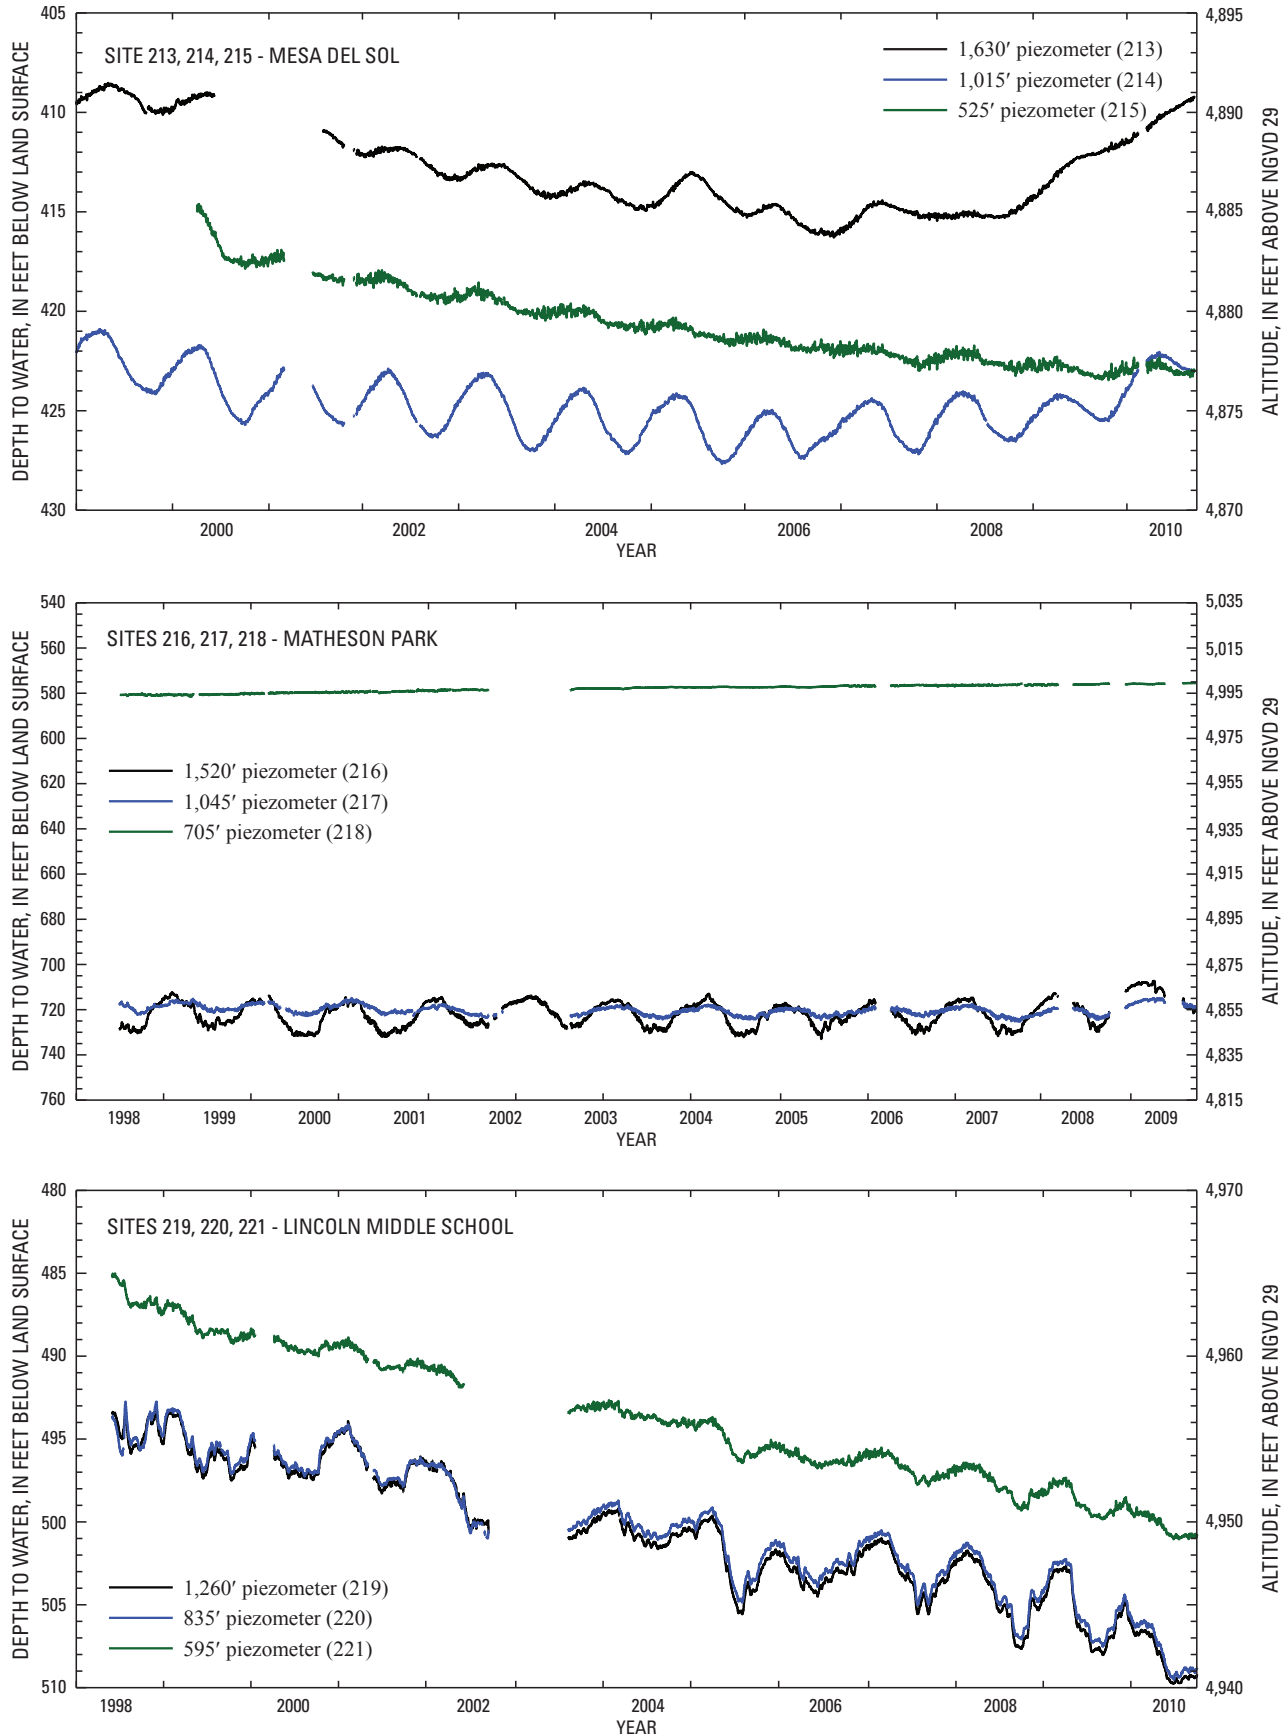 SITE 213, 214, 215 - MESA DEL SOL
1,630′ piezometer (213)
1,015′ piezometer (214)
525′ piezometer (215)
DEPTH TO WATER, IN FEET BELOW LAND SURFACE
405
410
415
420
425
430
4,895
4,890
4,885
4,880
4,875
4,870
ALTITUDE, IN FEET ABOVE NGVD 29
2000 2002 2004 2006 2008 2010
YEAR
SITES 216, 217, 218 - MATHESON PARK
1,520′ piezometer (216)
1,045′ piezometer (217)
705′ piezometer (218)
DEPTH TO WATER, IN FEET BELOW LAND SURFACE
540
560
580
600
620
640
660
680
700
720
740
760
5,035
5,015
4,995
4,975
4,955
4,935
4,915
4,895
4,875
4,855
4,835
4,815
ALTITUDE, IN FEET ABOVE NGVD 29
1998 1999 2000 2001 2002 2003 2004 2005 2006 2007 2008 2009
YEAR
SITES 219, 220, 221 - LINCOLN MIDDLE SCHOOL
1,260′ piezometer (219)
835′ piezometer (220)
595′ piezometer (221)
DEPTH TO WATER, IN FEET BELOW LAND SURFACE
480
485
490
495
500
505
510
4,970
4,960
4,950
4,940
ALTITUDE, IN FEET ABOVE NGVD 29
1998 2000 2002 2004 2006 2008 2010
YEAR